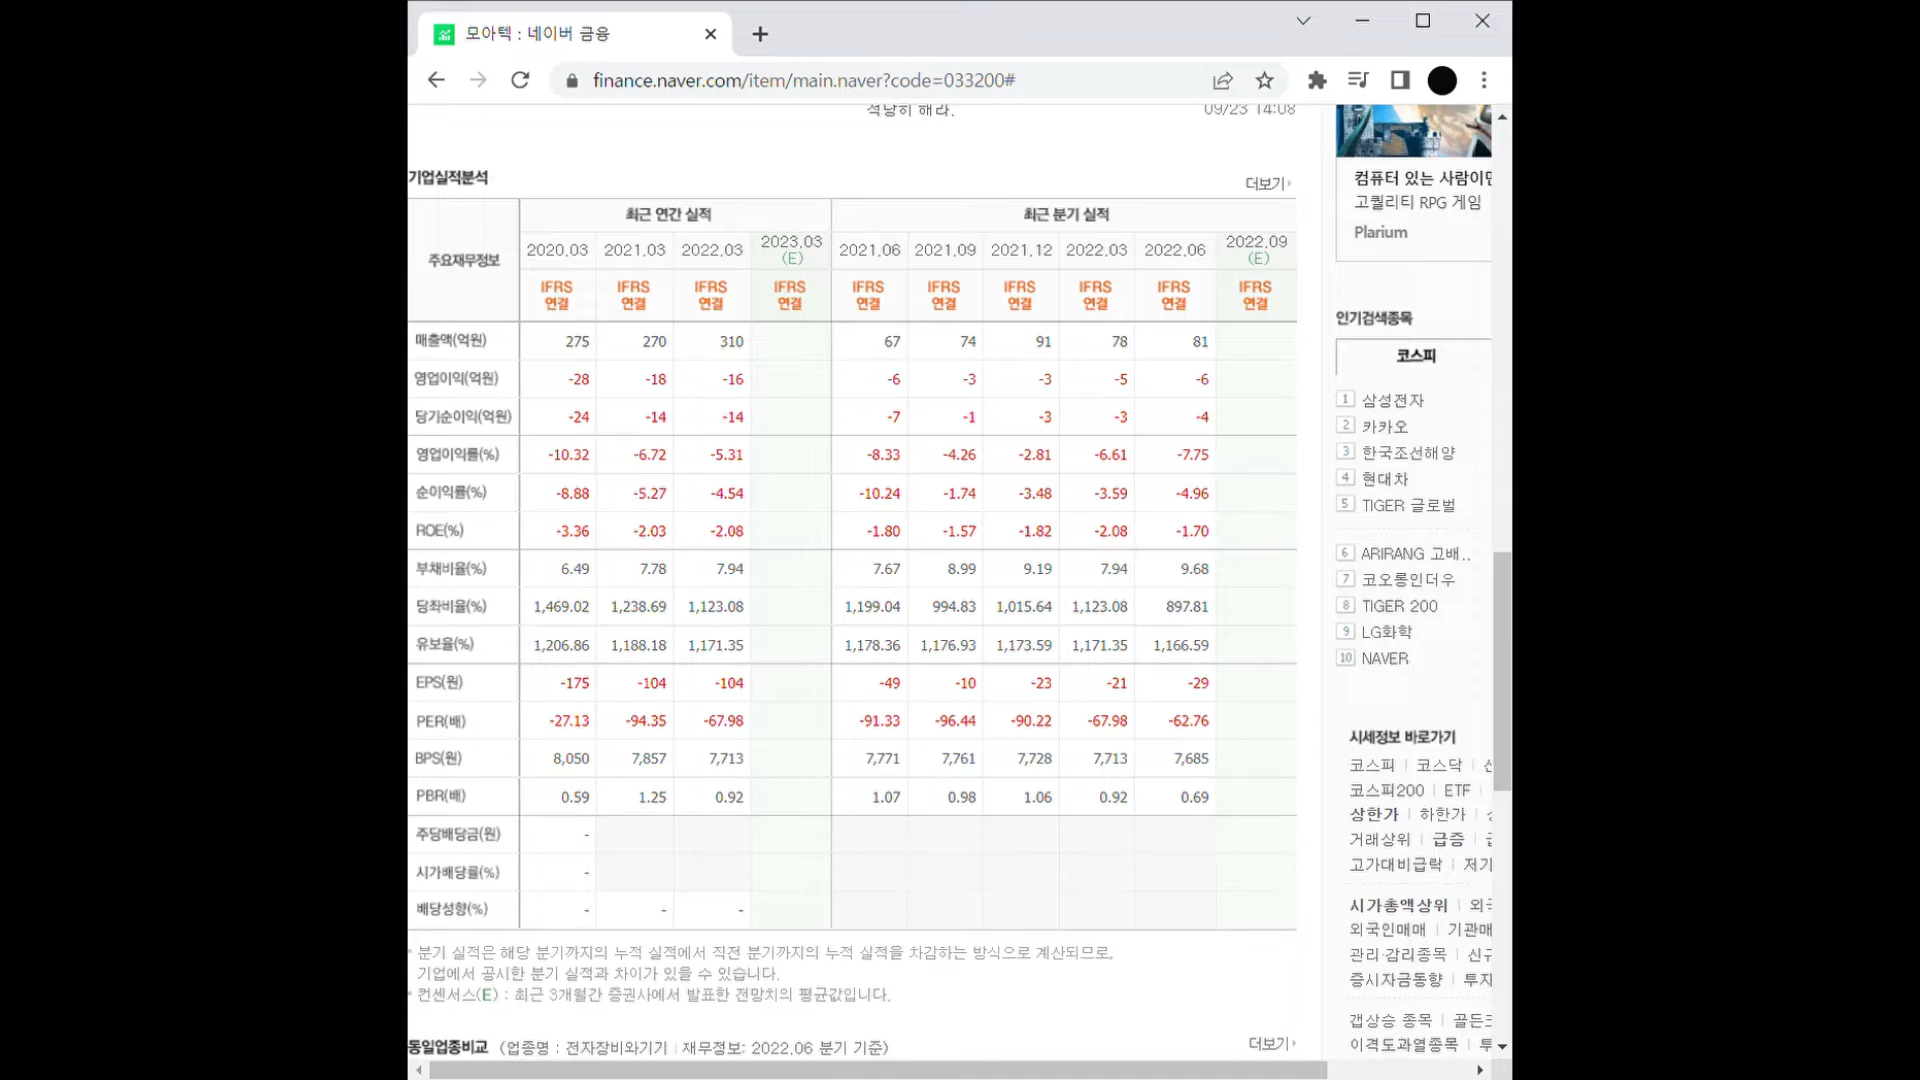 모아텍 : 네이버 금융
finance.naver.com/item/main.naver?code=033200#
적당히 해라.
09/23 14:08
기업실적분석
더보기
주요재무정보 최근 연간 실적 최근 분기 실적
2020.03 2021.03 2022.03 2023.03 (E) 2021.06 2021.09 2021.12 2022.03 2022.06 2022.09 (E)
IFRS 연결 IFRS 연결 IFRS 연결 IFRS 연결 IFRS 연결 IFRS 연결 IFRS 연결 IFRS 연결 IFRS 연결 IFRS 연결
매출액(억원) 275 270 310 67 74 91 78 81
영업이익(억원) -28 -18 -16 -6 -3 -3 -5 -6
당기순이익(억원) -24 -14 -14 -7 -1 -3 -3 -4
영업이익률(%) -10.32 -6.72 -5.31 -8.33 -4.26 -2.81 -6.61 -7.75
순이익률(%) -8.88 -5.27 -4.54 -10.24 -1.74 -3.48 -3.59 -4.96
ROE(%) -3.36 -2.03 -2.08 -1.80 -1.57 -1.82 -2.08 -1.70
부채비율(%) 6.49 7.78 7.94 7.67 8.99 9.19 7.94 9.68
당좌비율(%) 1,469.02 1,238.69 1,123.08 1,199.04 994.83 1,015.64 1,123.08 897.81
유보율(%) 1,206.86 1,188.18 1,171.35 1,178.36 1,176.93 1,173.59 1,171.35 1,166.59
EPS(원) -175 -104 -104 -49 -10 -23 -21 -29
PER(배) -27.13 -94.35 -67.98 -91.33 -96.44 -90.22 -67.98 -62.76
BPS(원) 8,050 7,857 7,713 7,771 7,761 7,728 7,713 7,685
PBR(배) 0.59 1.25 0.92 1.07 0.98 1.06 0.92 0.69
주당배당금(원) -
시가배당률(%) -
배당성향(%) - - -
* 분기 실적은 해당 분기까지의 누적 실적에서 직전 분기까지의 누적 실적을 차감하는 방식으로 계산되므로,
기업에서 공시한 분기 실적과 차이가 있을 수 있습니다.
* 컨센서스(E) : 최근 3개월간 증권사에서 발표한 전망치의 평균값입니다.
동일업종비교 (업종명 : 전자장비와기기 | 재무정보: 2022.06 분기 기준)
더보기
컴퓨터 있는 사람이면
고퀄리티 RPG 게임
Plarium
인기검색종목
코스피
1 삼성전자
2 카카오
3 한국조선해양
4 현대차
5 TIGER 글로벌
6 ARIRANG 고배..
7 코오롱인더우
8 TIGER 200
9 LG화학
10 NAVER
시세정보 바로가기
코스피 | 코스닥
코스피200 | ETF
상한가 | 하한가
거래상위 | 급증
고가대비급락 | 저가
시가총액상위 | 외국
외국인매매 | 기관매
관리·감리종목 | 신규
증시자금동향 | 투자
갭상승 종목 | 골든크
이격도과열종목 | 투